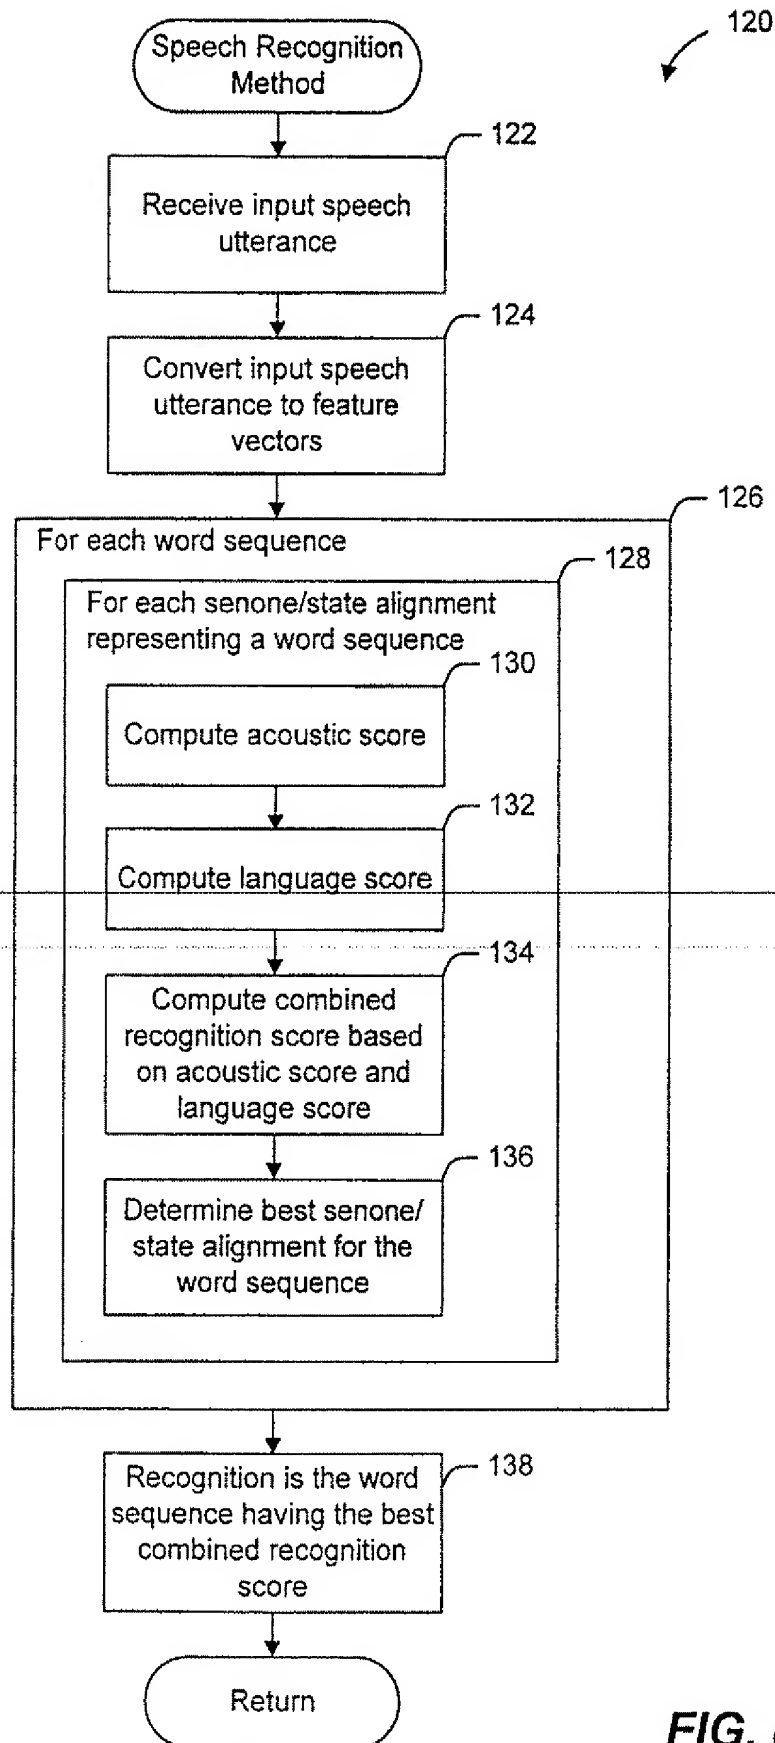 120
Speech Recognition
Method
122
Receive input speech
utterance
124
Convert input speech
utterance to feature
vectors
126
For each word sequence
128
For each senone/state alignment
representing a word sequence
130
Compute acoustic score
132
Compute language score
134
Compute combined
recognition score based
on acoustic score and
language score
136
Determine best senone/
state alignment for the
word sequence
138
Recognition is the word
sequence having the best
combined recognition
score
Return
FIG.